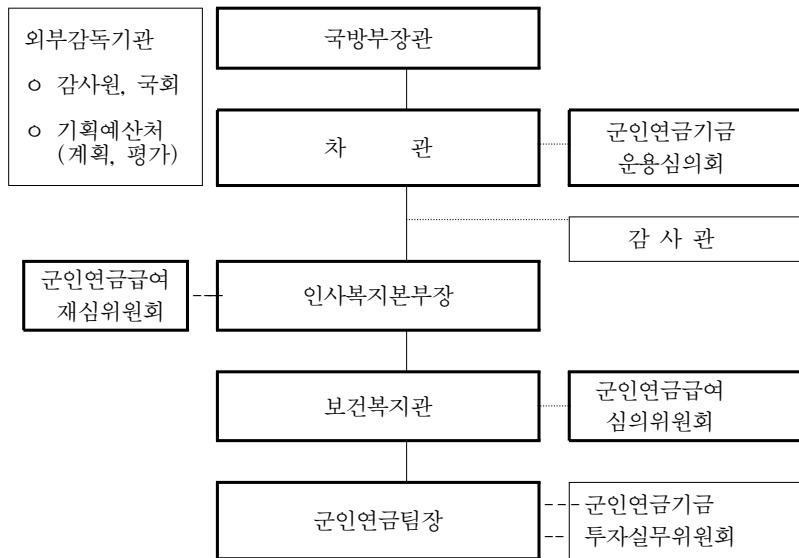 외부감독기관
o 감사원, 국회
o 기획예산처
(계획, 평가)
국방부장관
차 관
군인연금기금
운용심의회
감 사 관
군인연금급여
재심위원회
인사복지본부장
보건복지관
군인연금급여
심의위원회
군인연금팀장
군인연금기금
투자실무위원회